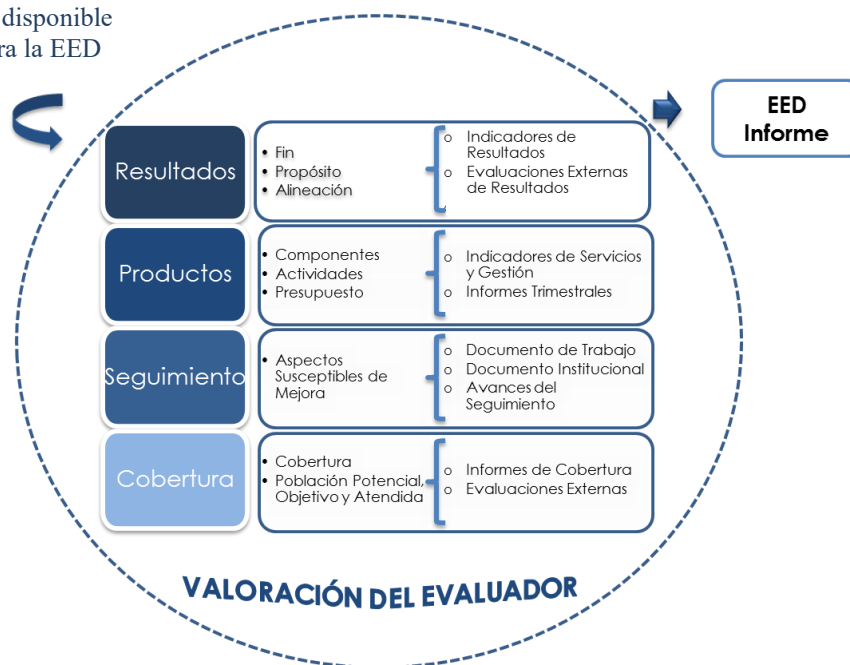 disponible
ra la EED
EED
Informe
Resultados
• Fin
• Propósito
• Alineación
o Indicadores de
Resultados
o Evaluaciones Externas
de Resultados
Productos
• Componentes
• Actividades
• Presupuesto
o Indicadores de Servicios
y Gestión
o Informes Trimestrales
Seguimiento
• Aspectos
Susceptibles de
Mejora
o Documento de Trabajo
o Documento Institucional
o Avances del
Seguimiento
Cobertura
• Cobertura
• Población Potencial,
Objetivo y Atendida
o Informes de Cobertura
o Evaluaciones Externas
VALORACIÓN DEL EVALUADOR